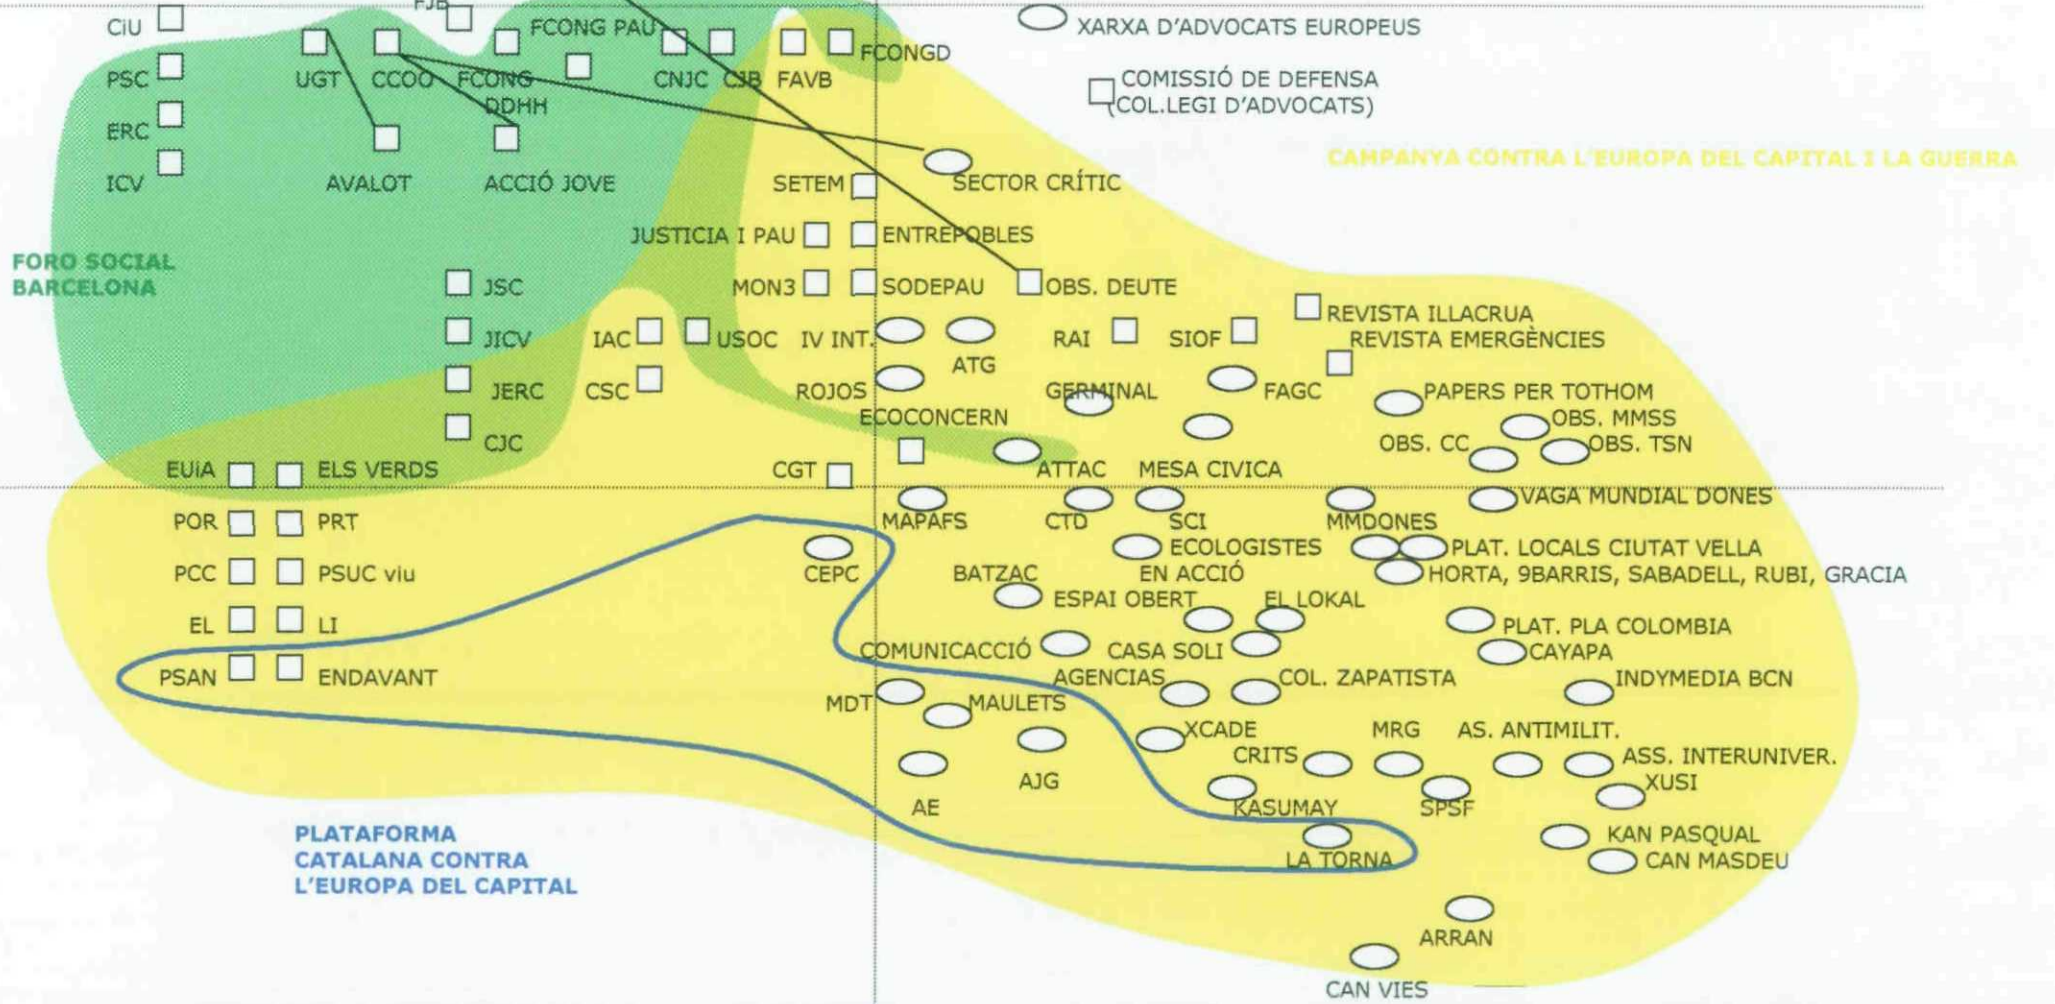 FJB
CiU
FCONG PAU
XARXA D'ADVOCATS EUROPEUS
FCONGD
PSC
UGT
CCOO
FCONG
DDHH
CNJC
CJB
FAVB
COMISSIÓ DE DEFENSA
(COL.LEGI D'ADVOCATS)
ERC
CAMPANYA CONTRA L'EUROPA DEL CAPITAL I LA GUERRA
ICV
AVALOT
ACCIÓ JOVE
SETEM
SECTOR CRÍTIC
JUSTICIA I PAU
ENTREPOBLES
FORO SOCIAL
BARCELONA
JSC
MON3
SODEPAU
OBS. DEUTE
REVISTA ILLACRUA
JICV
IAC
USOC
IV INT.
ATG
RAI
SIOF
REVISTA EMERGÈNCIES
JERC
CSC
ROJOS
GERMINAL
FAGC
PAPERS PER TOTHOM
ECOCONCERN
OBS. MMSS
CJC
OBS. CC
OBS. TSN
EUiA
ELS VERDS
CGT
ATTAC
MESA CIVICA
VAGA MUNDIAL DONES
POR
PRT
MAPAFS
CTD
SCI
MMDONES
ECOLOGISTES
EN ACCIÓ
PLAT. LOCALS CIUTAT VELLA
HORTA, 9BARRIS, SABADELL, RUBI, GRACIA
PCC
PSUC viu
CEPC
BATZAC
ESPAI OBERT
EL LOKAL
EL
LI
PLAT. PLA COLOMBIA
COMUNICACCIÓ
CASA SOLI
CAYAPA
PSAN
ENDAVANT
AGENCIAS
COL. ZAPATISTA
INDYMEDIA BCN
MDT
MAULETS
XCADE
MRG
AS. ANTIMILIT.
CRITS
ASS. INTERUNIVER.
AJG
XUSI
AE
KASUMAY
SPSF
PLATAFORMA
CATALANA CONTRA
L'EUROPA DEL CAPITAL
KAN PASQUAL
LA TORNA
CAN MASDEU
ARRAN
CAN VIES